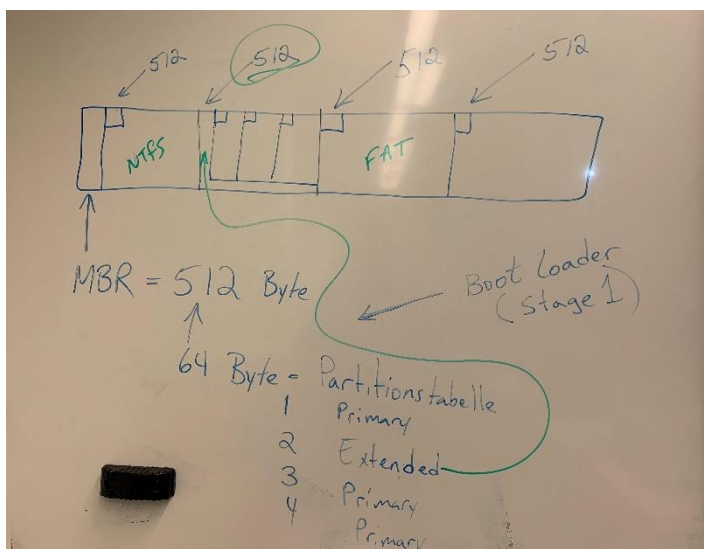 512
512
512
512
NTFS
FAT
MBR = 512 Byte
Boot Loader
(Stage 1)
64 Byte = Partitionstabelle
1 Primary
2 Extended
3 Primary
4 Primary